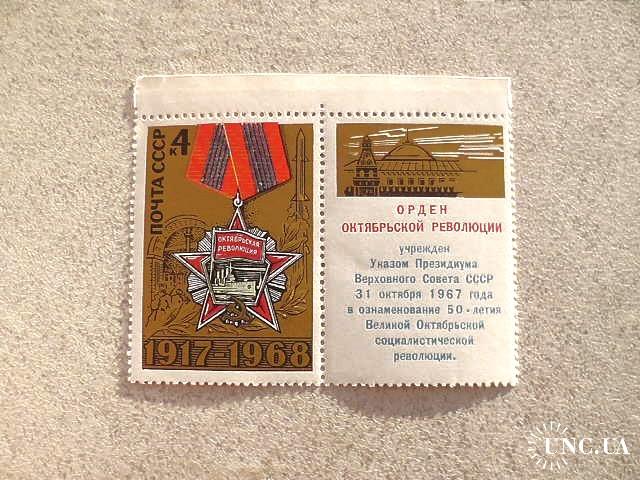 ПОЧТА СССР
4
К
ОКТЯБРЬСКАЯ
РЕВОЛЮЦИЯ
1917–1968
ОРДЕН
ОКТЯБРЬСКОЙ РЕВОЛЮЦИИ
учрежден
Указом Президиума
Верховного Совета СССР
31 октября 1967 года
в ознаменование 50-летия
Великой Октябрьской
социалистической
революции.
UNC.UA